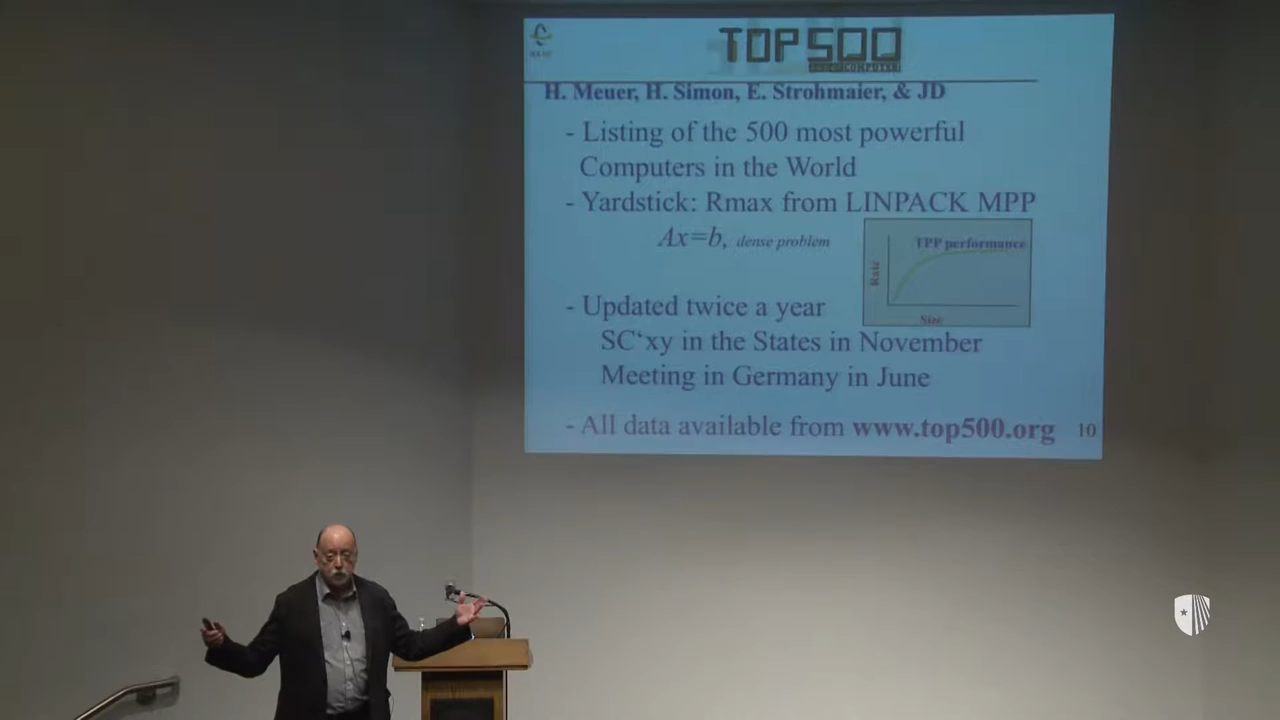 TOP500
H. Meuer, H. Simon, E. Strohmaier, & JD
- Listing of the 500 most powerful
Computers in the World
- Yardstick: Rmax from LINPACK MPP
Ax=b, dense problem
TPP performance
Rate
Size
- Updated twice a year
SC‘xy in the States in November
Meeting in Germany in June
- All data available from www.top500.org
10